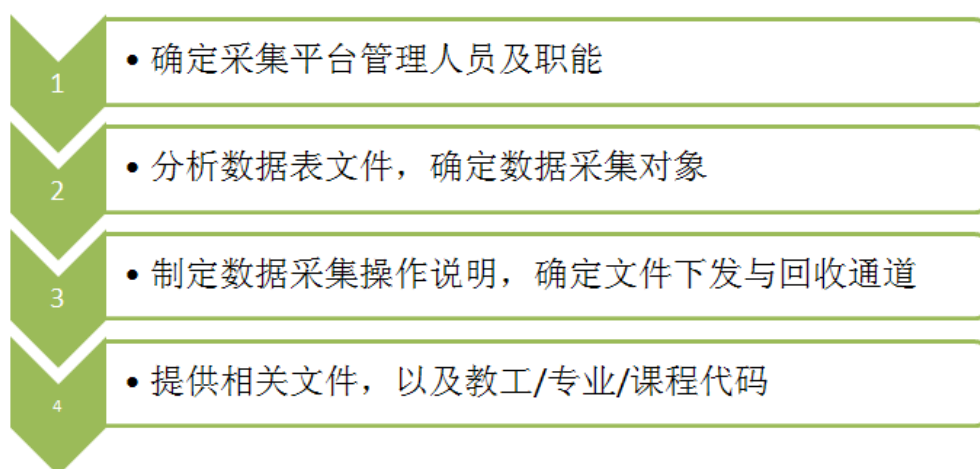 1
• 确定采集平台管理人员及职能
2
• 分析数据表文件，确定数据采集对象
3
• 制定数据采集操作说明，确定文件下发与回收通道
4
• 提供相关文件，以及教工/专业/课程代码